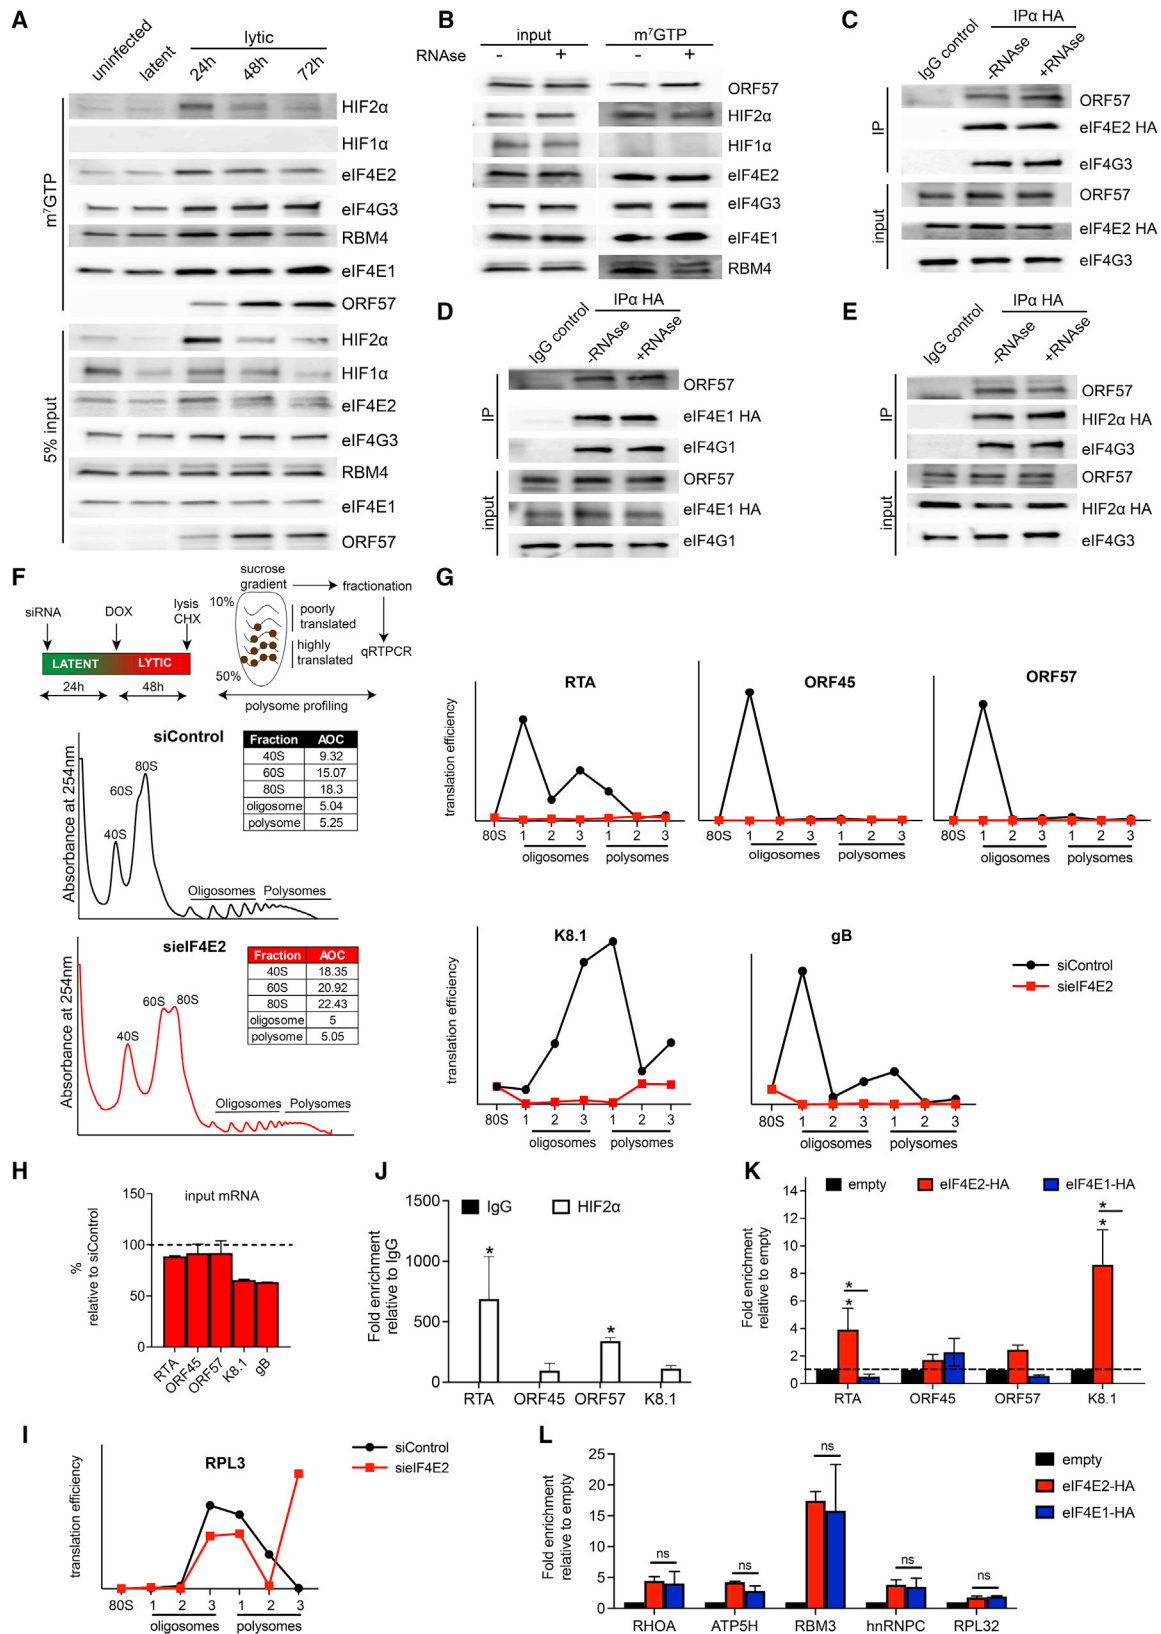 A
uninfected
latent
lytic
24h
48h
72h
m⁷GTP
HIF2α
HIF1α
eIF4E2
eIF4G3
RBM4
eIF4E1
ORF57
5% input
HIF2α
HIF1α
eIF4E2
eIF4G3
RBM4
eIF4E1
ORF57
B
input
m⁷GTP
RNAse - + - +
ORF57
HIF2α
HIF1α
eIF4E2
eIF4G3
eIF4E1
RBM4
C
IgG control
IPα HA
-RNAse
+RNAse
IP
ORF57
eIF4E2 HA
eIF4G3
input
ORF57
eIF4E2 HA
eIF4G3
D
IgG control
IPα HA
-RNAse
+RNAse
IP
ORF57
eIF4E1 HA
eIF4G1
input
ORF57
eIF4E1 HA
eIF4G1
E
IgG control
IPα HA
-RNAse
+RNAse
IP
ORF57
HIF2α HA
eIF4G3
input
ORF57
HIF2α HA
eIF4G3
F
siRNA
DOX
lysis
CHX
LATENT
LYTIC
24h
48h
sucrose
gradient
fractionation
10%
poorly
translated
highly
translated
50%
qRTPCR
polysome profiling
siControl
Absorbance at 254nm
40S
60S
80S
Oligosomes
Polysomes
Fraction AOC
40S 9.32
60S 15.07
80S 18.3
oligosome 5.04
polysome 5.25
sieIF4E2
Absorbance at 254nm
40S
60S
80S
Oligosomes
Polysomes
Fraction AOC
40S 18.35
60S 20.92
80S 22.43
oligosome 5
polysome 5.05
G
translation efficiency
RTA
80S 1 2 3 1 2 3
oligosomes polysomes
ORF45
80S 1 2 3 1 2 3
oligosomes polysomes
ORF57
80S 1 2 3 1 2 3
oligosomes polysomes
translation efficiency
K8.1
80S 1 2 3 1 2 3
oligosomes polysomes
gB
80S 1 2 3 1 2 3
oligosomes polysomes
siControl
sieIF4E2
H
input mRNA
%
relative to siControl
150
100
50
0
RTA
ORF45
ORF57
K8.1
gB
J
IgG
HIF2α
Fold enrichment
relative to IgG
1500
1000
500
0
*
*
RTA ORF45 ORF57 K8.1
K
empty
eIF4E2-HA
eIF4E1-HA
Fold enrichment
relative to empty
14
12
10
8
6
4
2
0
*
*
*
*
RTA ORF45 ORF57 K8.1
I
RPL3
translation efficiency
80S 1 2 3 1 2 3
oligosomes polysomes
siControl
sieIF4E2
L
Fold enrichment
relative to empty
25
20
15
10
5
0
ns
ns
ns
ns
ns
RHOA ATP5H RBM3 hnRNPC RPL32
empty
eIF4E2-HA
eIF4E1-HA